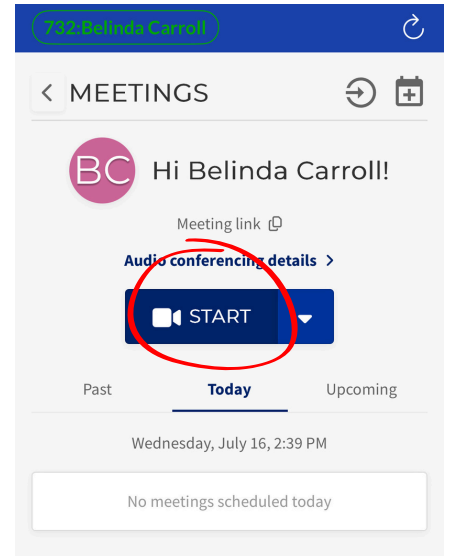 732:Belinda Carroll
MEETINGS
BC
Hi Belinda Carroll!
Meeting link
Audio conferencing details
START
Past Today Upcoming
Wednesday, July 16, 2:39 PM
No meetings scheduled today